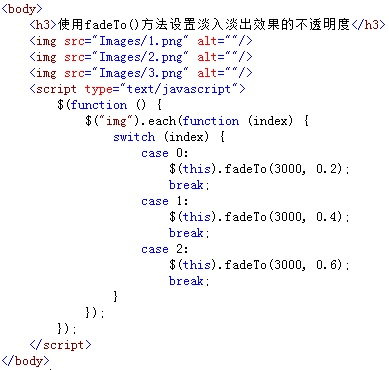 <body>
    <h3>使用fadeTo()方法设置淡入淡出效果的不透明度</h3>
    <img src="Images/1.png" alt=""/>
    <img src="Images/2.png" alt=""/>
    <img src="Images/3.png" alt=""/>
    <script type="text/javascript">
        $(function () {
            $("img").each(function (index) {
                switch (index) {
                    case 0:
                        $(this).fadeTo(3000, 0.2);
                        break;
                    case 1:
                        $(this).fadeTo(3000, 0.4);
                        break;
                    case 2:
                        $(this).fadeTo(3000, 0.6);
                        break;
                }
            });
        });
    </script>
</body>